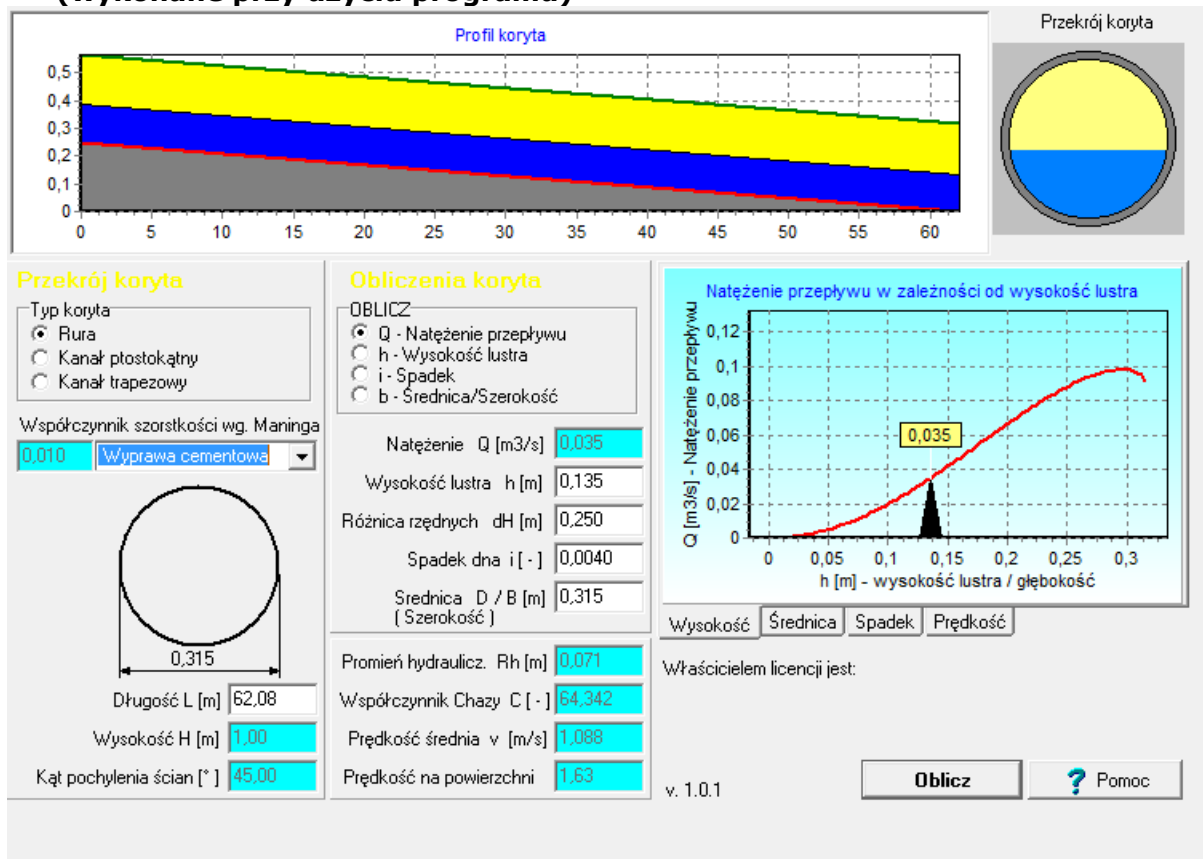 (wykonane przy użyciu programu)
Profil koryta
Przekrój koryta
0,5
0,4
0,3
0,2
0,1
0
0 5 10 15 20 25 30 35 40 45 50 55 60
Przekrój koryta
Typ koryta
Rura
Kanał ptostokątny
Kanał trapezowy
Współczynnik szorstkości wg. Maninga
0,010 Wyprawa cementowa
0,315
Długość L [m] 62,08
Wysokość H [m] 1,00
Kąt pochylenia ścian [° ] 45,00
Obliczenia koryta
OBLICZ
Q - Natężenie przepływu
h - Wysokość lustra
i - Spadek
b - Średnica/Szerokość
Natężenie Q [m3/s] 0,035
Wysokość lustra h [m] 0,135
Różnica rzędnych dH [m] 0,250
Spadek dna i [ - ] 0,0040
Srednica D / B [m] 0,315
( Szerokość )
Promień hydraulicz. Rh [m] 0,071
Współczynnik Chazy C [ - ] 64,342
Prędkość średnia v [m/s] 1,088
Prędkość na powierzchni 1,63
Natężenie przepływu w zależności od wysokość lustra
Q [m3/s] - Natężenie przepływu
0,12
0,1
0,08
0,06
0,04
0,02
0
0,035
0 0,05 0,1 0,15 0,2 0,25 0,3
h [m] - wysokość lustra / głębokość
Wysokość Średnica Spadek Prędkość
Właścicielem licencji jest:
v. 1.0.1
Oblicz
? Pomoc